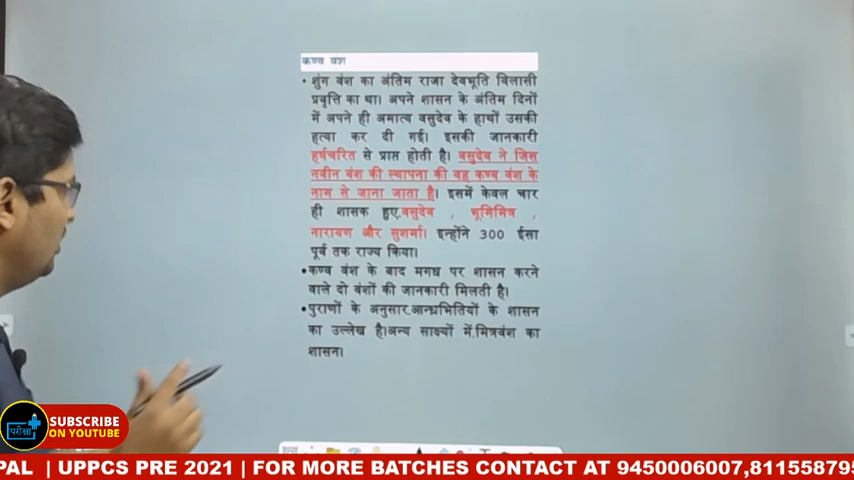 कण्व वंश
• शुंग वंश का अंतिम राजा देवभूति विलासी
प्रवृत्ति का था। अपने शासन के अंतिम दिनों
में अपने ही अमात्य वसुदेव के हाथों उसकी
हत्या कर दी गई। इसकी जानकारी
हर्षचरित से प्राप्त होती है। वसुदेव ने जिस
नवीन वंश की स्थापना की वह कण्व वंश के
नाम से जाना जाता है। इसमें केवल चार
ही शासक हुए.वसुदेव , भूमिमित्र ,
नारायण और सुशर्मा। इन्होंने 300 ईसा
पूर्व तक राज्य किया।
•कण्व वंश के बाद मगध पर शासन करने
वाले दो वंशों की जानकारी मिलती है।
•पुराणों के अनुसार.आन्ध्रभितियों के शासन
का उल्लेख है।अन्य साक्ष्यों में.मित्रवंश का
शासन।
परीक्षा
SUBSCRIBE
ON YOUTUBE
PAL | UPPCS PRE 2021 | FOR MORE BATCHES CONTACT AT 9450006007,811558795